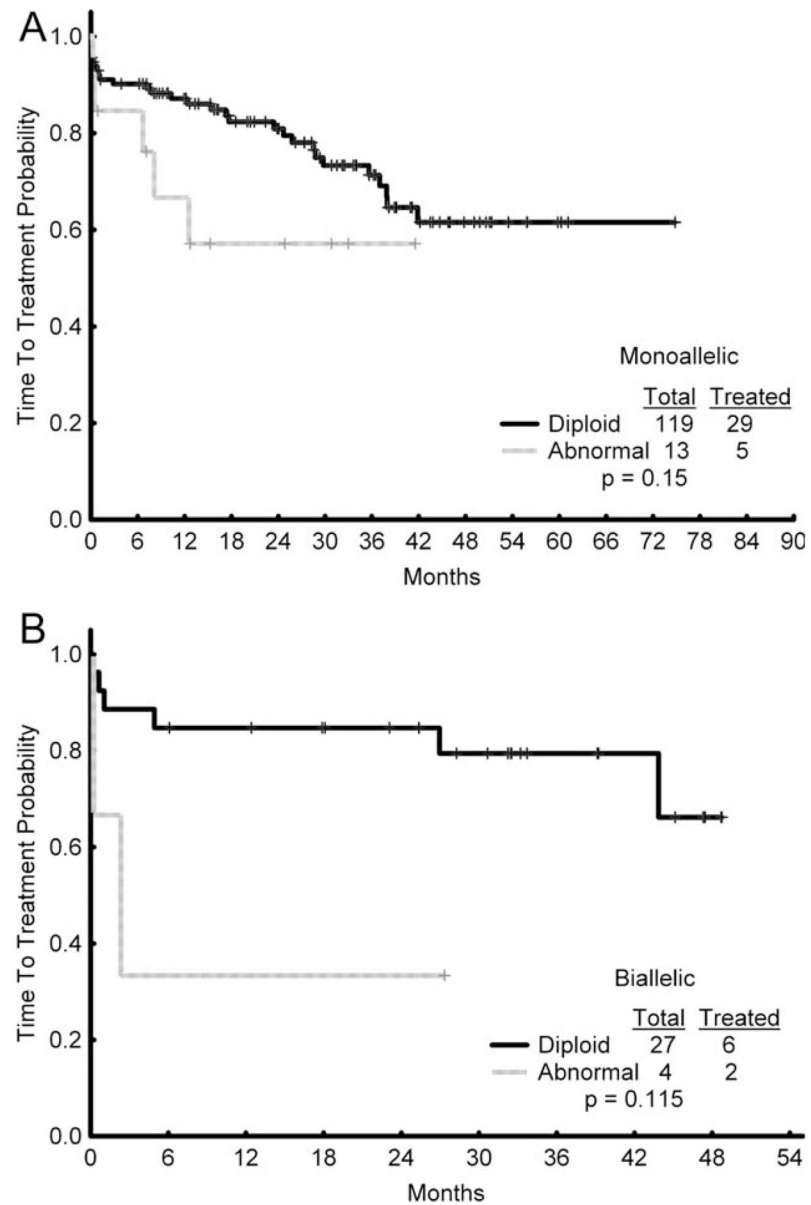 A
Time To Treatment Probability
1.0
0.8
0.6
0.4
0.2
0.0
Monoallelic
Total Treated
Diploid 119 29
Abnormal 13 5
p = 0.15
0 6 12 18 24 30 36 42 48 54 60 66 72 78 84 90
Months
B
Time To Treatment Probability
1.0
0.8
0.6
0.4
0.2
0.0
Biallelic
Total Treated
Diploid 27 6
Abnormal 4 2
p = 0.115
0 6 12 18 24 30 36 42 48 54
Months